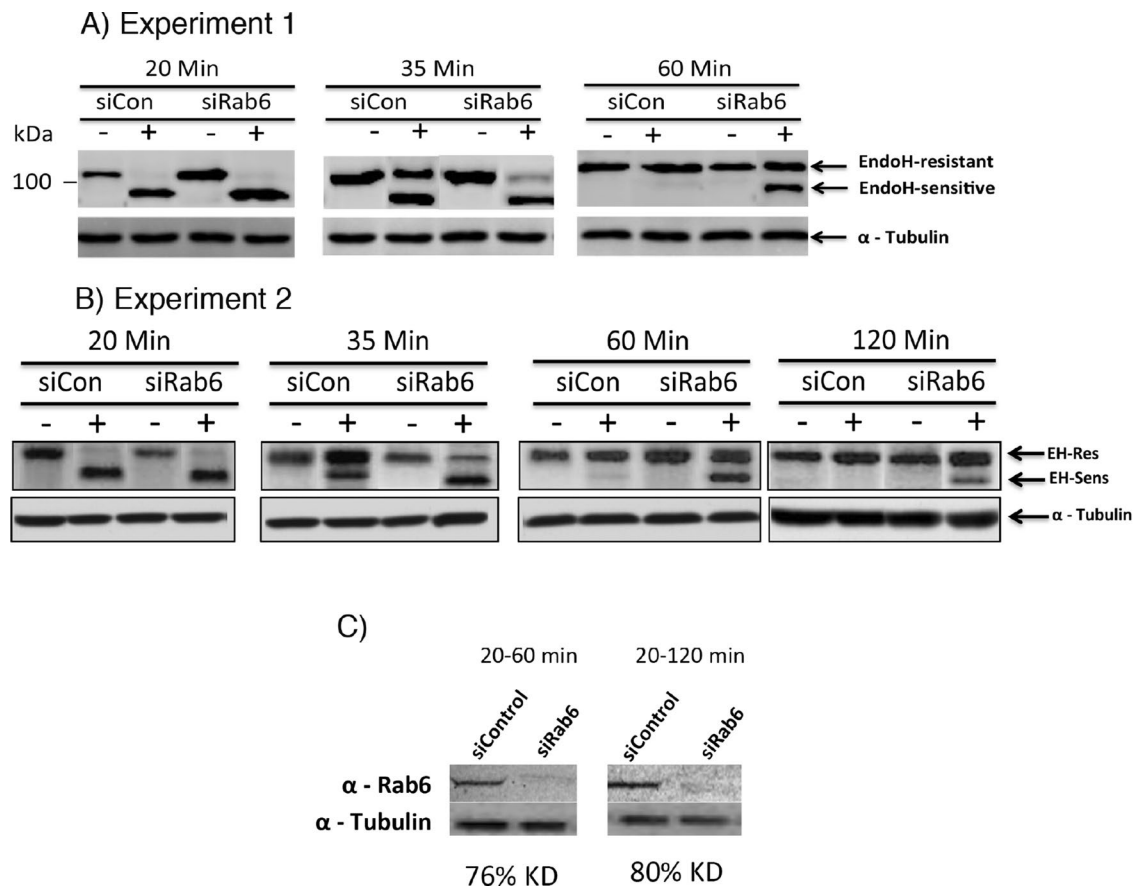 A) Experiment 1
20 Min 35 Min 60 Min
siCon siRab6 siCon siRab6 siCon siRab6
kDa - + - + - + - + - + - +
EndoH-resistant
100
EndoH-sensitive
α - Tubulin
B) Experiment 2
20 Min 35 Min 60 Min 120 Min
siCon siRab6 siCon siRab6 siCon siRab6 siCon siRab6
- + - + - + - + - + - + - + - +
EH-Res
EH-Sens
α - Tubulin
C)
20-60 min 20-120 min
siControl siRab6 siControl siRab6
α - Rab6
α - Tubulin
76% KD 80% KD